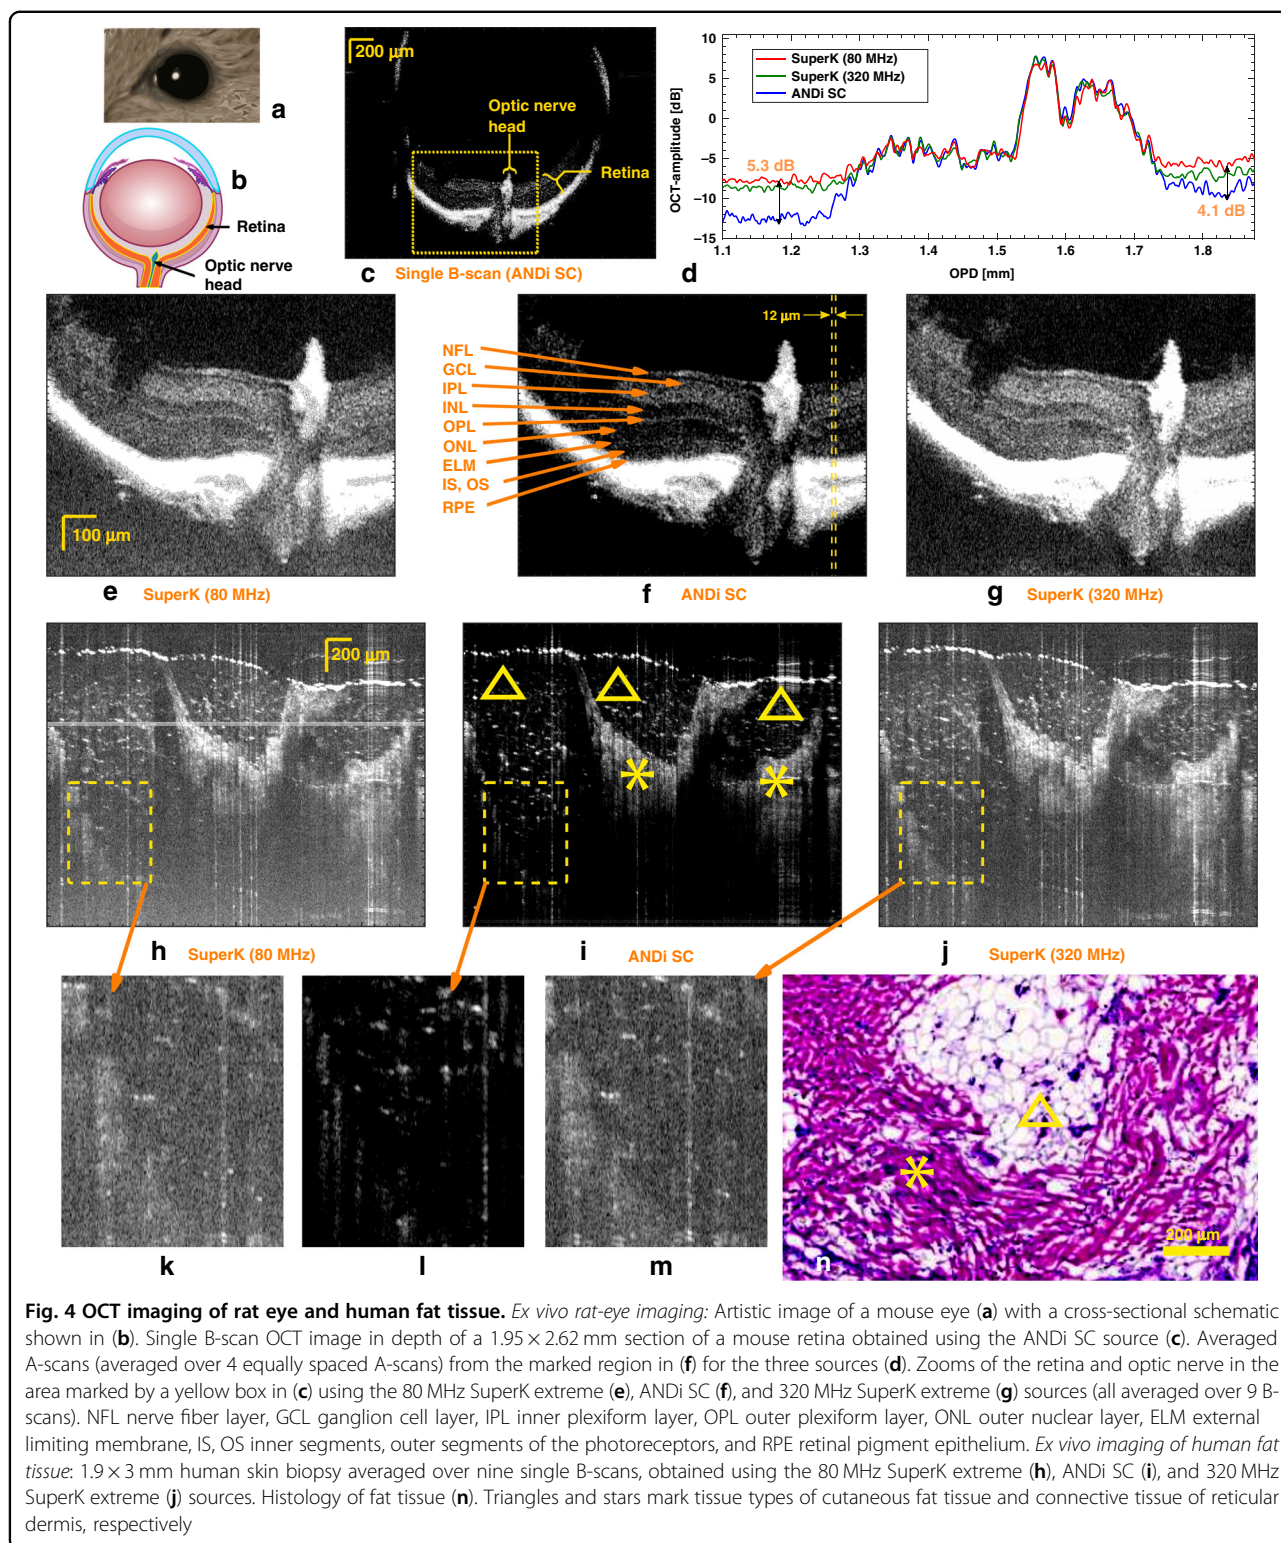 200 μm
Optic nerve
head
Retina
a
b
Retina
Optic nerve
head
c Single B-scan (ANDi SC)
10
5
0
−5
−10
−15
OCT-amplitude [dB]
SuperK (80 MHz)
SuperK (320 MHz)
ANDi SC
5.3 dB
4.1 dB
1.1 1.2 1.3 1.4 1.5 1.6 1.7 1.8
d OPD [mm]
100 μm
e SuperK (80 MHz)
NFL
GCL
IPL
INL
OPL
ONL
ELM
IS, OS
RPE
12 μm
f ANDi SC
g SuperK (320 MHz)
200 μm
h SuperK (80 MHz)
i ANDi SC
j SuperK (320 MHz)
k
l
m
n
200 μm
Fig. 4 OCT imaging of rat eye and human fat tissue. Ex vivo rat-eye imaging: Artistic image of a mouse eye (a) with a cross-sectional schematic
shown in (b). Single B-scan OCT image in depth of a 1.95 × 2.62 mm section of a mouse retina obtained using the ANDi SC source (c). Averaged
A-scans (averaged over 4 equally spaced A-scans) from the marked region in (f) for the three sources (d). Zooms of the retina and optic nerve in the
area marked by a yellow box in (c) using the 80 MHz SuperK extreme (e), ANDi SC (f), and 320 MHz SuperK extreme (g) sources (all averaged over 9 B-
scans). NFL nerve fiber layer, GCL ganglion cell layer, IPL inner plexiform layer, OPL outer plexiform layer, ONL outer nuclear layer, ELM external
limiting membrane, IS, OS inner segments, outer segments of the photoreceptors, and RPE retinal pigment epithelium. Ex vivo imaging of human fat
tissue: 1.9 × 3 mm human skin biopsy averaged over nine single B-scans, obtained using the 80 MHz SuperK extreme (h), ANDi SC (i), and 320 MHz
SuperK extreme (j) sources. Histology of fat tissue (n). Triangles and stars mark tissue types of cutaneous fat tissue and connective tissue of reticular
dermis, respectively